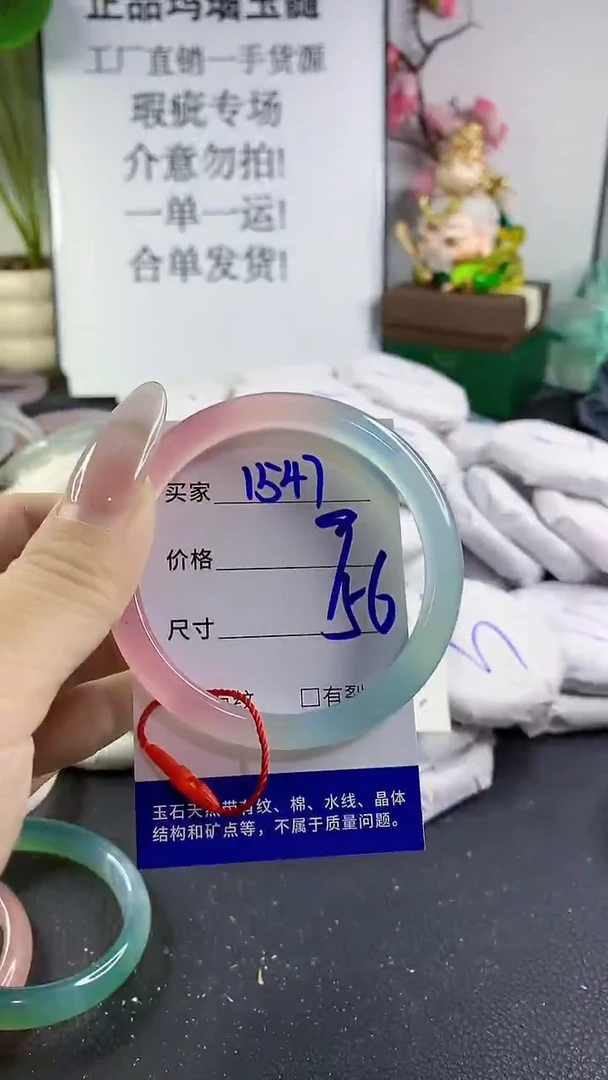 正品玛瑙玉髓
工厂直销一手货源
瑕疵专场
介意勿拍!
一单一运!
合单发货!
买家 1547
价格
尺寸 56
纹 □有裂
玉石天然带有纹、棉、水线、晶体
结构和矿点等，不属于质量问题。